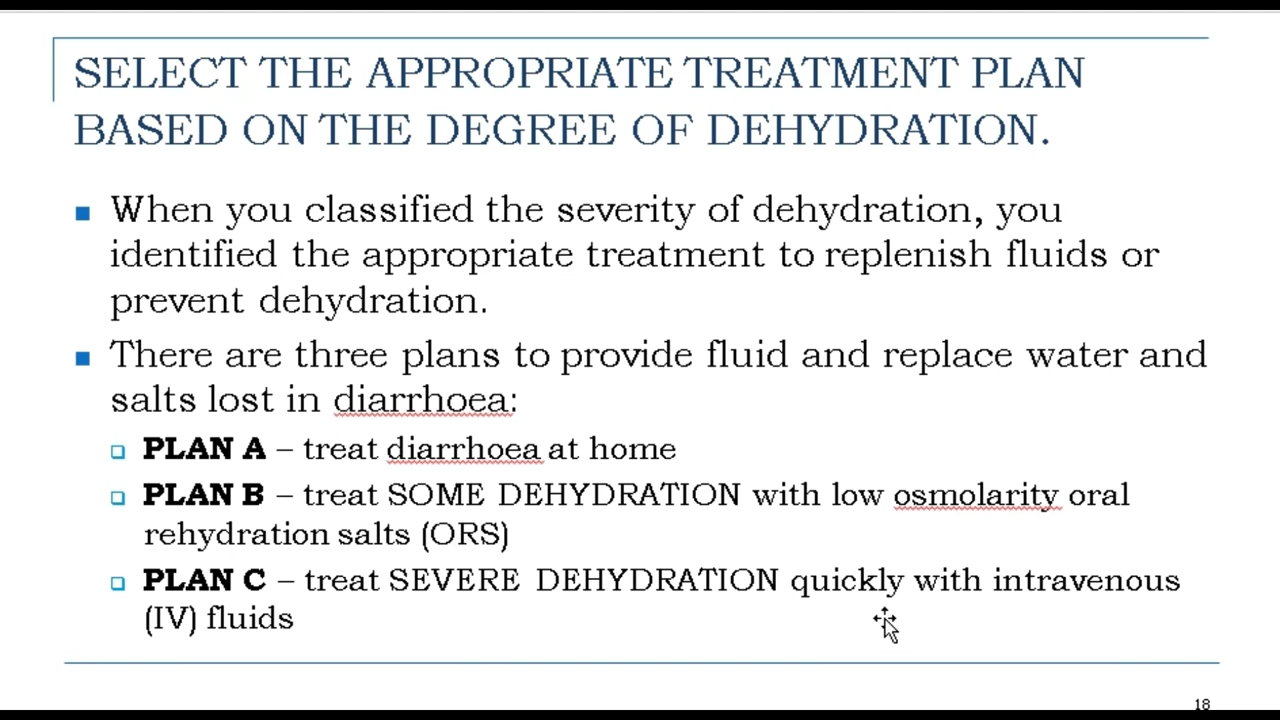 SELECT THE APPROPRIATE TREATMENT PLAN
BASED ON THE DEGREE OF DEHYDRATION.
When you classified the severity of dehydration, you
identified the appropriate treatment to replenish fluids or
prevent dehydration.
There are three plans to provide fluid and replace water and
salts lost in diarrhoea:
PLAN A – treat diarrhoea at home
PLAN B – treat SOME DEHYDRATION with low osmolarity oral
rehydration salts (ORS)
PLAN C – treat SEVERE DEHYDRATION quickly with intravenous
(IV) fluids
18